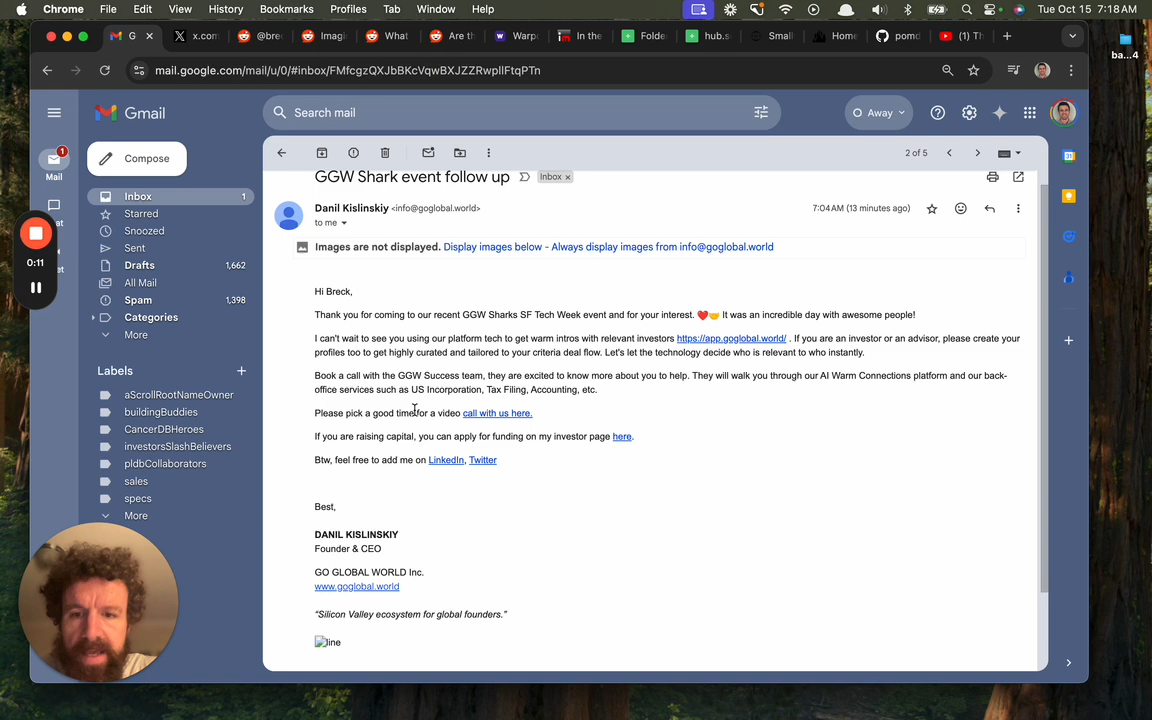 Chrome File Edit View History Bookmarks Profiles Tab Window Help Tue Oct 15 7:18 AM
G x.com @bre Imagi What Are th Warp In the Folde hub.s Small Home pomd (1) Th
mail.google.com/mail/u/0/#inbox/FMfcgzQXJbBKcVqwBXJZZRwpllFtqPTn
ba...4
Gmail Search mail Away
Compose 2 of 5
1
Mail
Inbox 1
Starred
Snoozed
Sent
Drafts 1,662
All Mail
Spam 1,398
Categories
More
0:11
Labels
aScrollRootNameOwner
buildingBuddies
CancerDBHeroes
investorsSlashBelievers
pldbCollaborators
sales
specs
More
GGW Shark event follow up Inbox x
Danil Kislinskiy <info@goglobal.world> 7:04 AM (13 minutes ago)
to me
Images are not displayed. Display images below - Always display images from info@goglobal.world
Hi Breck,
Thank you for coming to our recent GGW Sharks SF Tech Week event and for your interest. ❤️🤝 It was an incredible day with awesome people!
I can't wait to see you using our platform tech to get warm intros with relevant investors https://app.goglobal.world/ . If you are an investor or an advisor, please create your
profiles too to get highly curated and tailored to your criteria deal flow. Let's let the technology decide who is relevant to who instantly.
Book a call with the GGW Success team, they are excited to know more about you to help. They will walk you through our AI Warm Connections platform and our back-
office services such as US Incorporation, Tax Filing, Accounting, etc.
Please pick a good time for a video call with us here.
If you are raising capital, you can apply for funding on my investor page here.
Btw, feel free to add me on LinkedIn, Twitter
Best,
DANIL KISLINSKIY
Founder & CEO
GO GLOBAL WORLD Inc.
www.goglobal.world
“Silicon Valley ecosystem for global founders.”
line